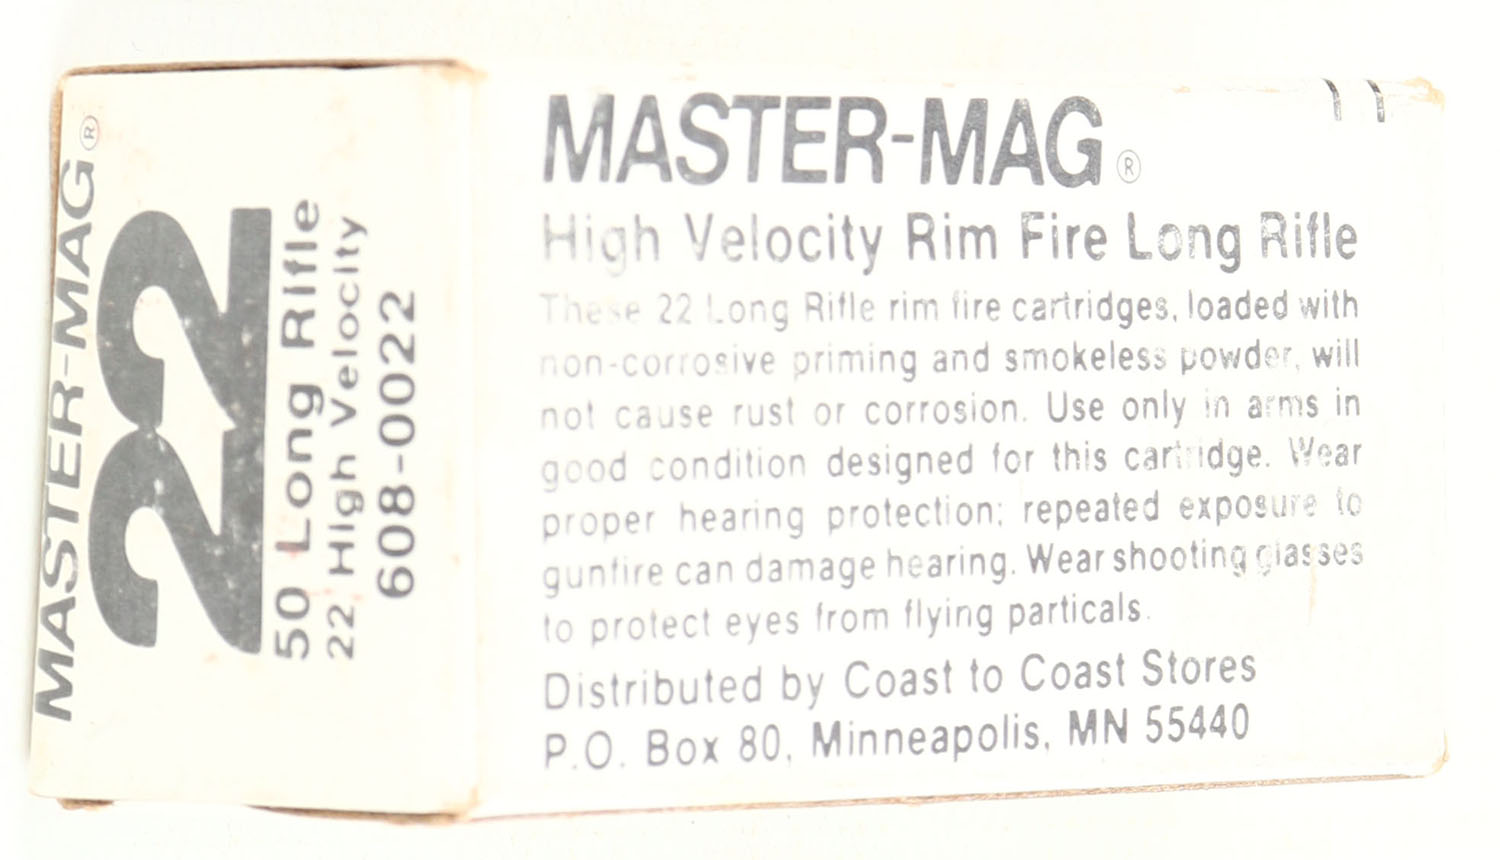 MASTER-MAG®
22
50 Long Rifle
22 High Velocity
608-0022
MASTER-MAG®
High Velocity Rim Fire Long Rifle
These 22 Long Rifle rim fire cartridges, loaded with
non-corrosive priming and smokeless powder, will
not cause rust or corrosion. Use only in arms in
good condition designed for this cartridge. Wear
proper hearing protection; repeated exposure to
gunfire can damage hearing. Wear shooting glasses
to protect eyes from flying particals.
Distributed by Coast to Coast Stores
P.O. Box 80, Minneapolis, MN 55440